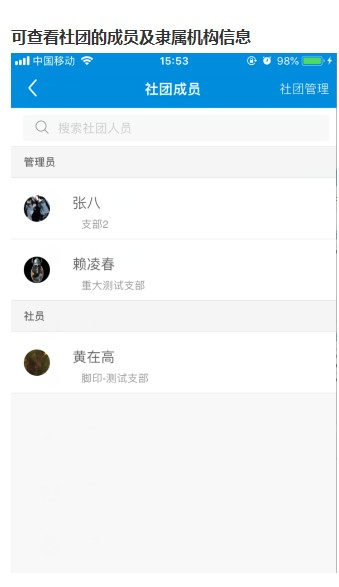 可查看社团的成员及隶属机构信息
中国移动 15:53 98%
社团成员 社团管理
搜索社团人员
管理员
张八
支部2
赖凌春
重大测试支部
社员
黄在高
脚印-测试支部